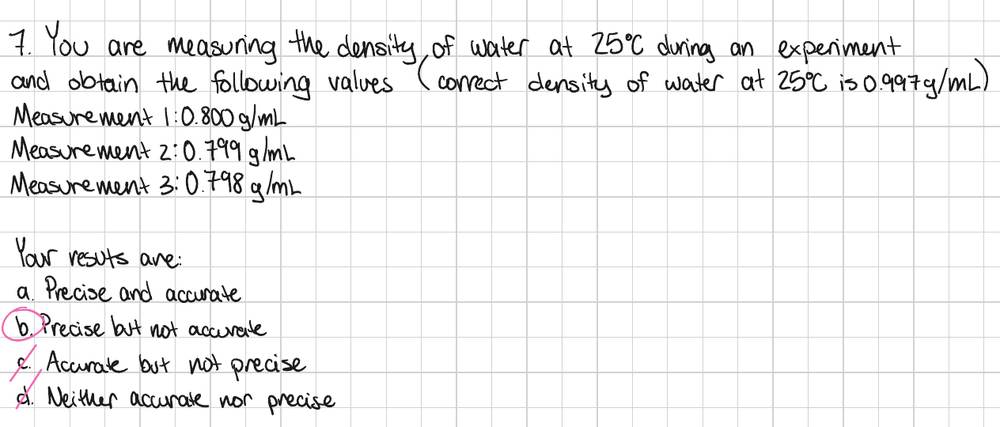 7. You are measuring the density of water at 25°C during an experiment
and obtain the following values (correct density of water at 25°C is 0.997g/mL)
Measurement 1: 0.800 g/mL
Measurement 2: 0.799 g/mL
Measurement 3: 0.798 g/mL
Your resuts are:
a. Precise and accurate
b. Precise but not accurate
c. Accurate but not precise
d. Neither accurate nor precise